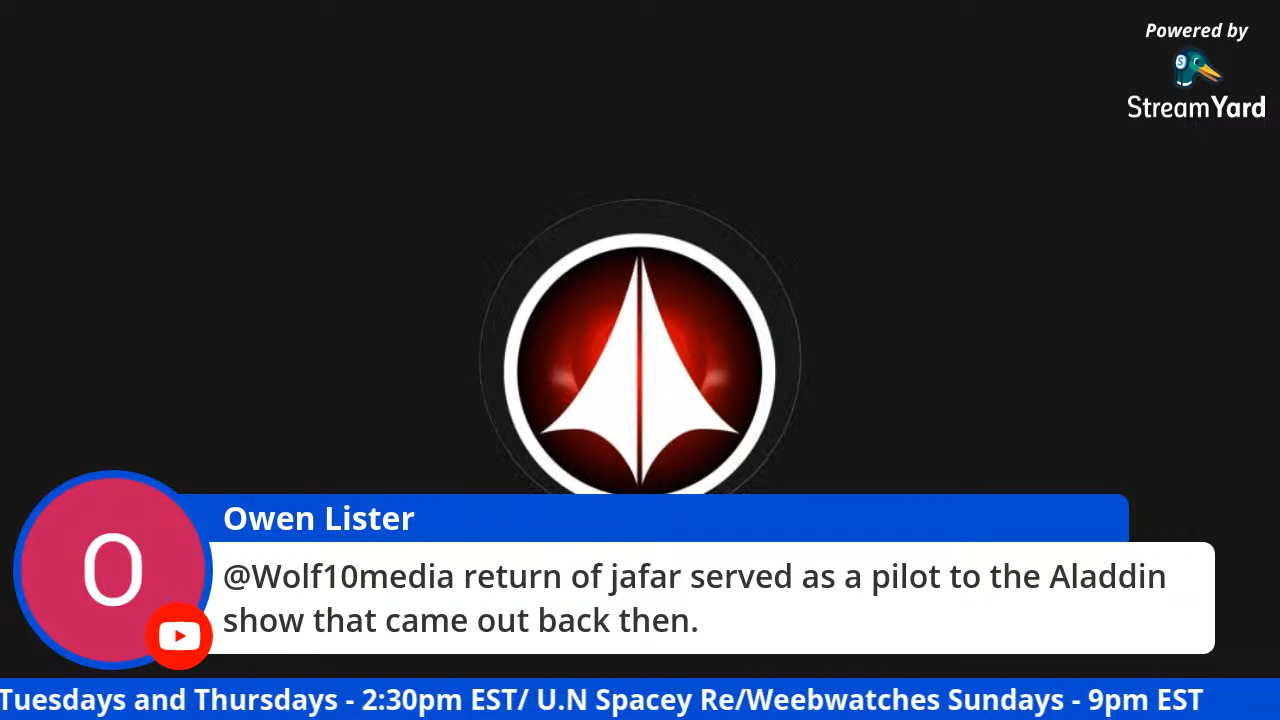 Powered by
S
StreamYard
Owen Lister
O
@Wolf10media return of jafar served as a pilot to the Aladdin
show that came out back then.
Tuesdays and Thursdays - 2:30pm EST/ U.N Spacey Re/Weebwatches Sundays - 9pm EST